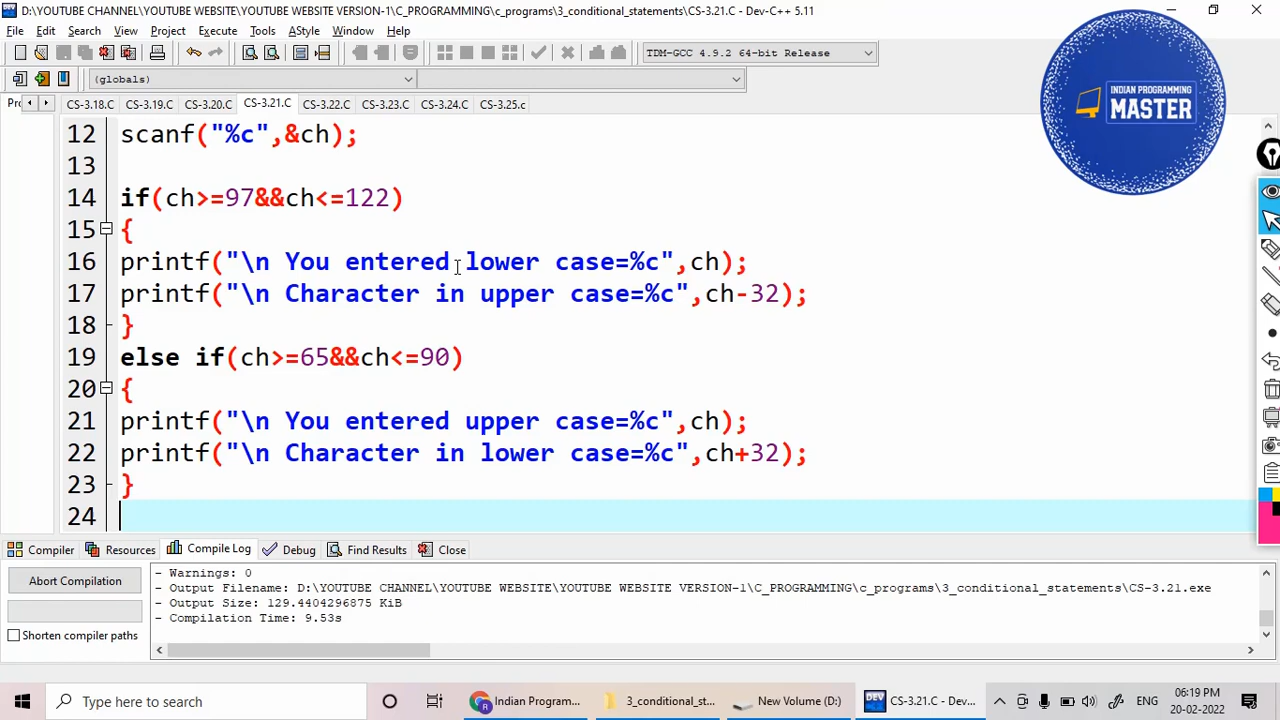 D:\YOUTUBE CHANNEL\YOUTUBE WEBSITE\YOUTUBE WEBSITE VERSION-1\C_PROGRAMMING\c_programs\3_conditional_statements\CS-3.21.C - Dev-C++ 5.11
File Edit Search View Project Execute Tools AStyle Window Help
TDM-GCC 4.9.2 64-bit Release
(globals)
Pr CS-3.18.C CS-3.19.C CS-3.20.C CS-3.21.C CS-3.22.C CS-3.23.C CS-3.24.C CS-3.25.c
INDIAN PROGRAMMING
MASTER
12 scanf("%c",&ch);
13
14 if(ch>=97&&ch<=122)
15 {
16 printf("\n You entered lower case=%c",ch);
17 printf("\n Character in upper case=%c",ch-32);
18 }
19 else if(ch>=65&&ch<=90)
20 {
21 printf("\n You entered upper case=%c",ch);
22 printf("\n Character in lower case=%c",ch+32);
23 }
24
Compiler Resources Compile Log Debug Find Results Close
Abort Compilation
Shorten compiler paths
- Warnings: 0
- Output Filename: D:\YOUTUBE CHANNEL\YOUTUBE WEBSITE\YOUTUBE WEBSITE VERSION-1\C_PROGRAMMING\c_programs\3_conditional_statements\CS-3.21.exe
- Output Size: 129.4404296875 KiB
- Compilation Time: 9.53s
Type here to search
Indian Program... 3_conditional_st... New Volume (D:) DEV CS-3.21.C - Dev... ENG 06:19 PM
20-02-2022